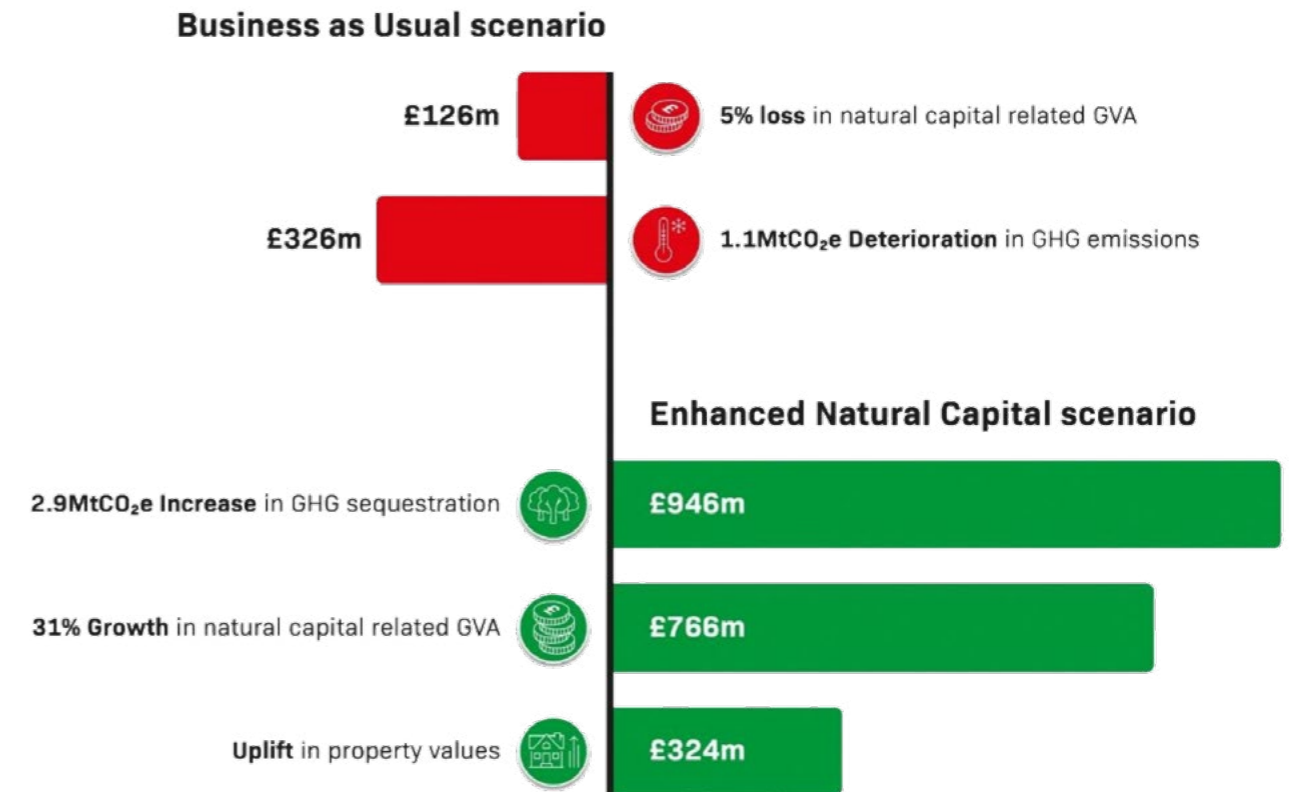 Business as Usual scenario
£126m
5% loss in natural capital related GVA
£326m
1.1MtCO₂e Deterioration in GHG emissions
Enhanced Natural Capital scenario
2.9MtCO₂e Increase in GHG sequestration
£946m
31% Growth in natural capital related GVA
£766m
Uplift in property values
£324m